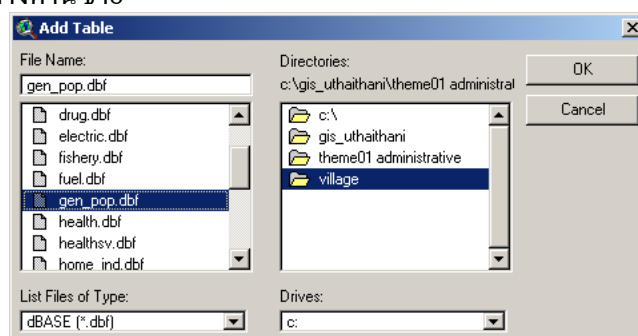 Add Table
File Name:
gen_pop.dbf
drug.dbf
electric.dbf
fishery.dbf
fuel.dbf
gen_pop.dbf
health.dbf
healthsv.dbf
home_ind.dbf
List Files of Type:
dBASE (*.dbf)
Directories:
c:\gis_uthaithani\theme01 administral
c:\
gis_uthaithani
theme01 administrative
village
Drives:
c:
OK
Cancel